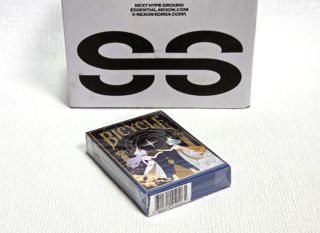 NEXT HYPE GROUND
ESSENTIAL.NEXON.COM
© NEXON KOREA CORP.
SS
BICYCLE